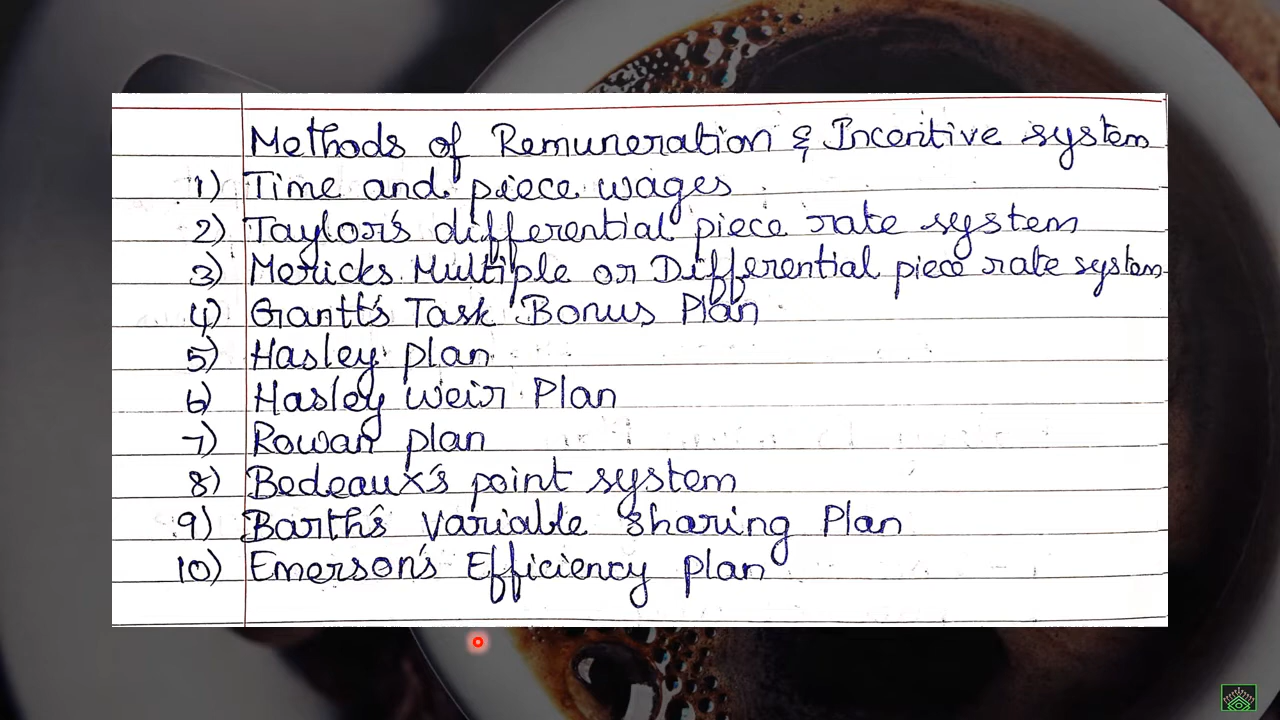 Methods of Remuneration & Incentive system
1) Time and piece wages
2) Taylor's differential piece rate system
3) Mericks Multiple or Differential piece rate system
4) Gantt's Task Bonus Plan
5) Hasley plan
6) Hasley Weir Plan
7) Rowan plan
8) Bedeaux's point system
9) Barth's variable sharing Plan
10) Emerson's Efficiency plan